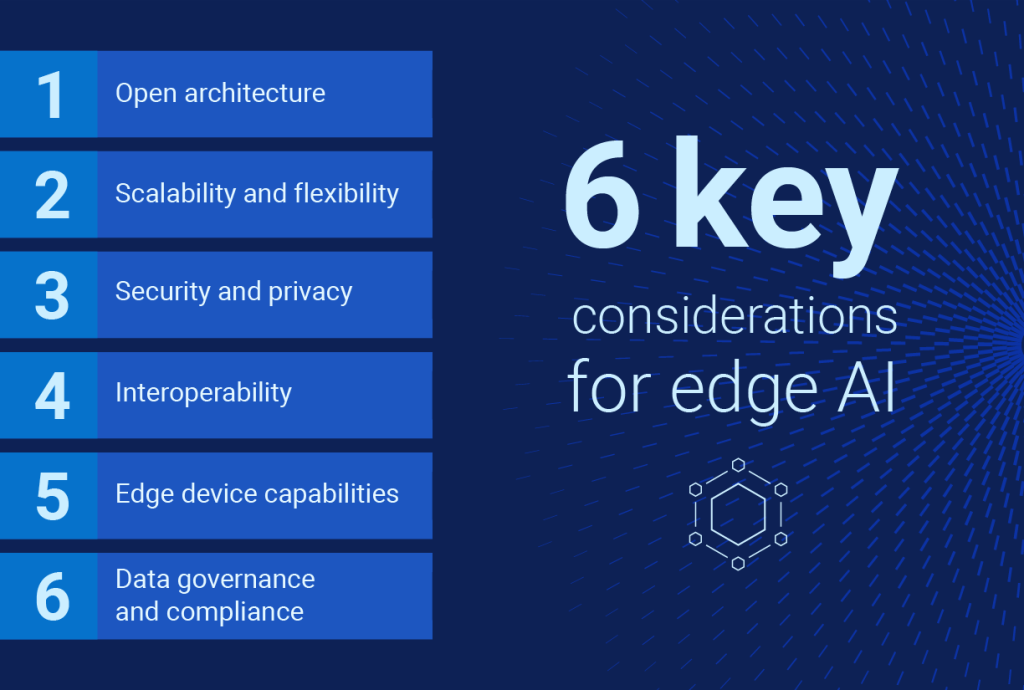 1
Open architecture
2
Scalability and flexibility
3
Security and privacy
4
Interoperability
5
Edge device capabilities
6
Data governance
and compliance
6 key
considerations
for edge AI